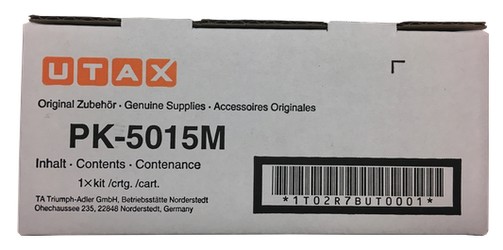 UTAX
Original Zubehör · Genuine Supplies · Accessoires Originales
PK-5015M
Inhalt · Contents · Contenance
1×kit /crtg. /cart.
TA Triumph-Adler GmbH, Betriebsstätte Norderstedt
Ohechaussee 235, 22848 Norderstedt, Germany
*1T02R7BUT0001*